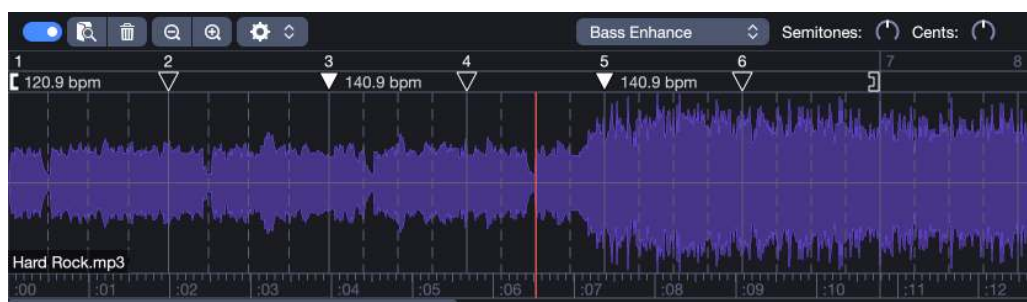 Bass Enhance Semitones: Cents:
1 2 3 4 5 6 7 8
120.9 bpm 140.9 bpm 140.9 bpm
Hard Rock.mp3
:00 :01 :02 :03 :04 :05 :06 :07 :08 :09 :10 :11 :12